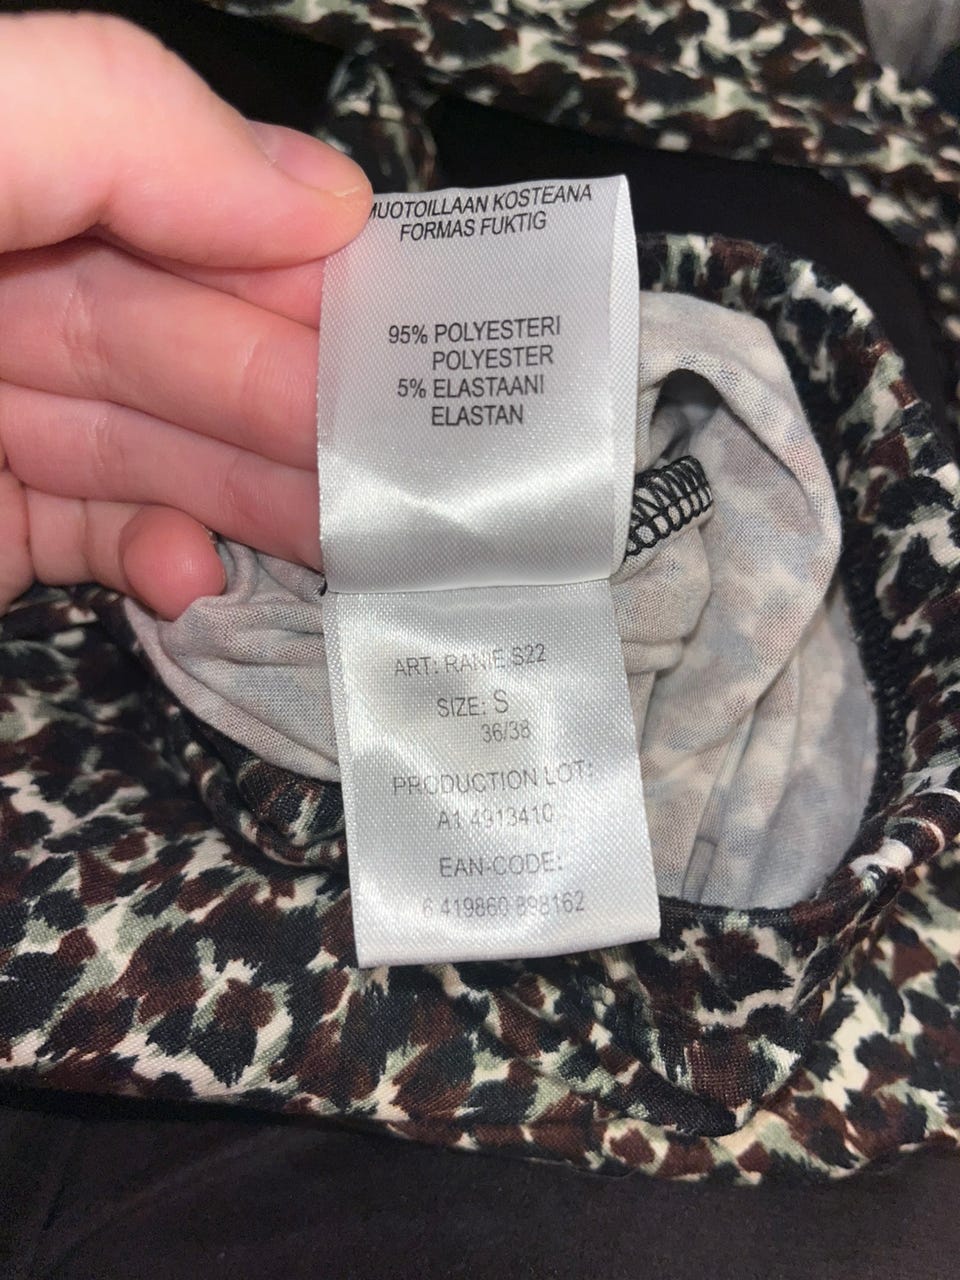 MUOTOILLAAN KOSTEANA
FORMAS FUKTIG
95% POLYESTERI
POLYESTER
5% ELASTAANI
ELASTAN
ART: RANIE S22
SIZE: S
36/38
PRODUCTION LOT:
A1 4913410
EAN-CODE:
6 419860 898162